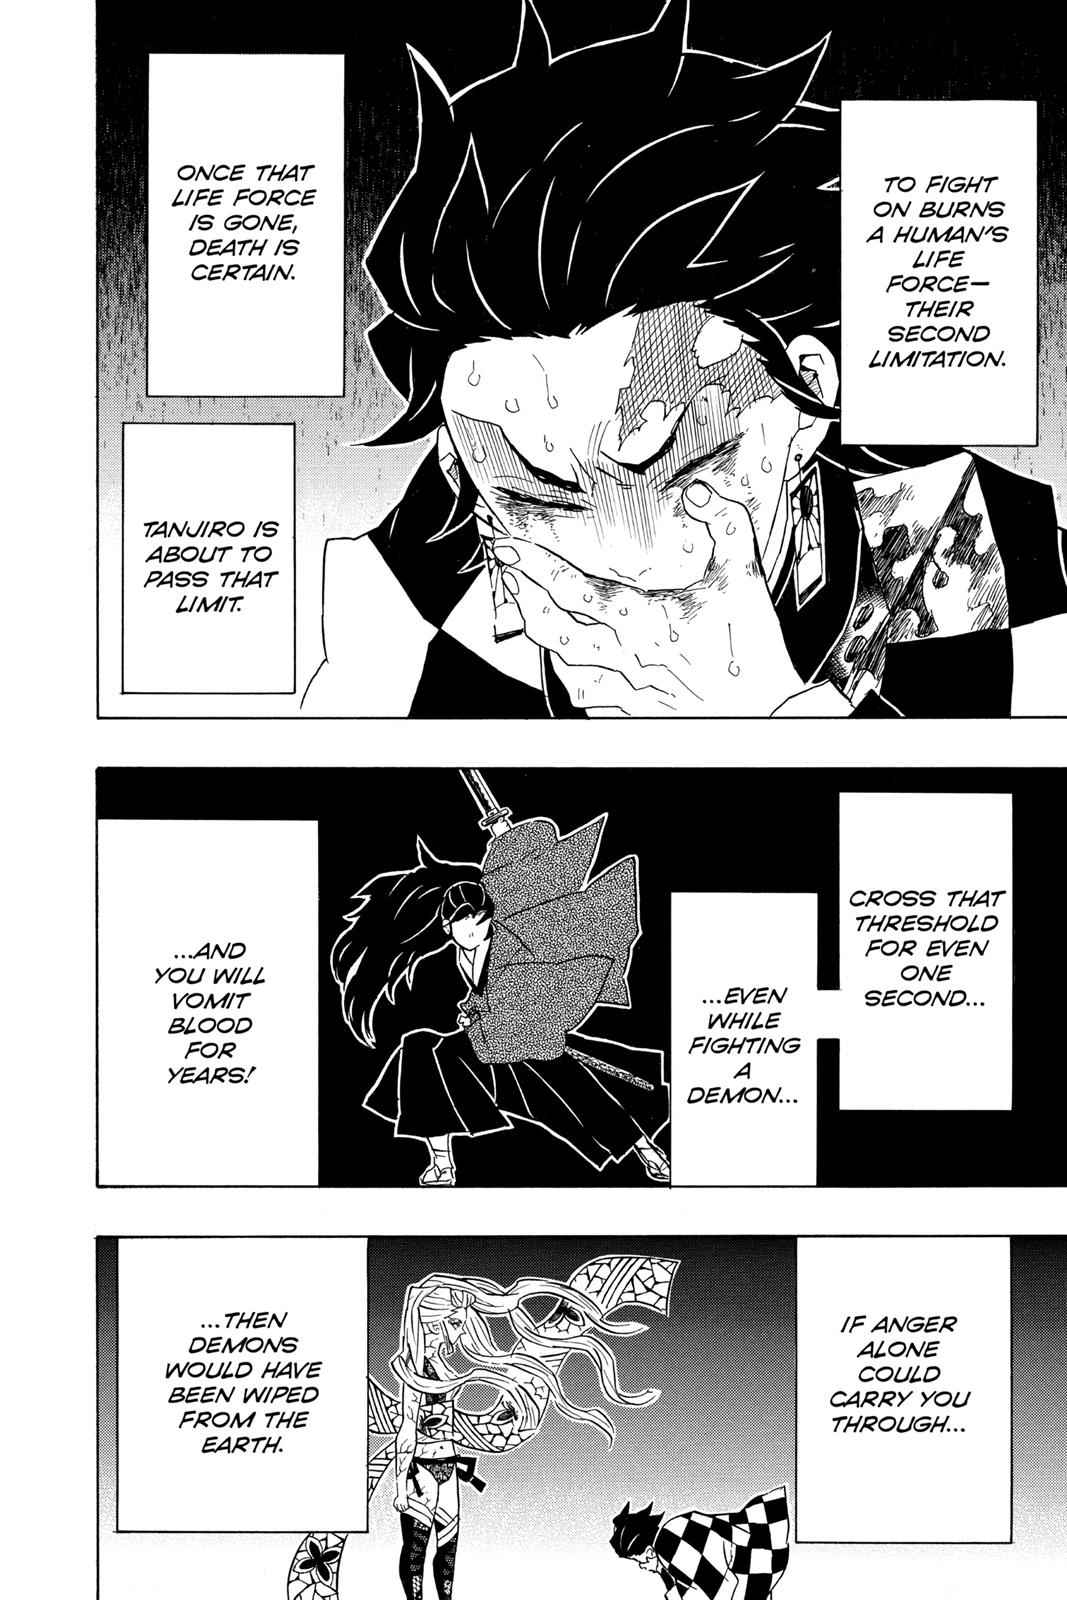 TO FIGHT
ON BURNS
A HUMAN'S
LIFE
FORCE—
THEIR
SECOND
LIMITATION.
ONCE THAT
LIFE FORCE
IS GONE,
DEATH IS
CERTAIN.
TANJIRO IS
ABOUT TO
PASS THAT
LIMIT.
CROSS THAT
THRESHOLD
FOR EVEN
ONE
SECOND...
...EVEN
WHILE
FIGHTING
A
DEMON...
...AND
YOU WILL
VOMIT
BLOOD
FOR
YEARS!
IF ANGER
ALONE
COULD
CARRY YOU
THROUGH...
...THEN
DEMONS
WOULD HAVE
BEEN WIPED
FROM THE
EARTH.